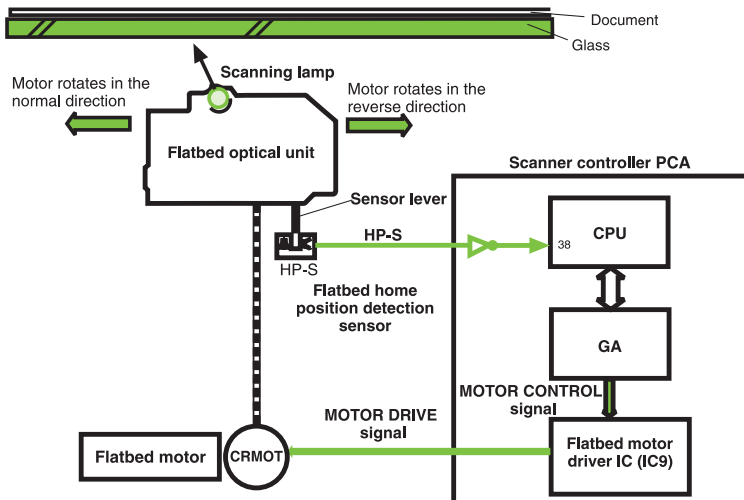 Document
Glass
Scanning lamp
Motor rotates in the
normal direction
Motor rotates in the
reverse direction
Flatbed optical unit
Scanner controller PCA
Sensor lever
HP-S
38
CPU
HP-S
Flatbed home
position detection
sensor
GA
MOTOR CONTROL
signal
MOTOR DRIVE
signal
Flatbed motor
CRMOT
Flatbed motor
driver IC (IC9)